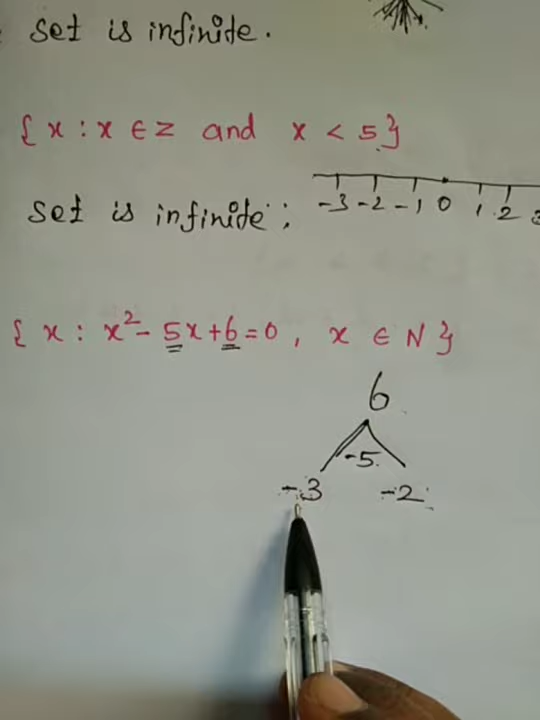 set is infinite.
{ x : x ∈ Z and x < 5}
set is infinite;
-3 -2 -1 0 1 2 3
{ x : x² - 5x + 6 = 0, x ∈ N }
6
-5
-3 -2